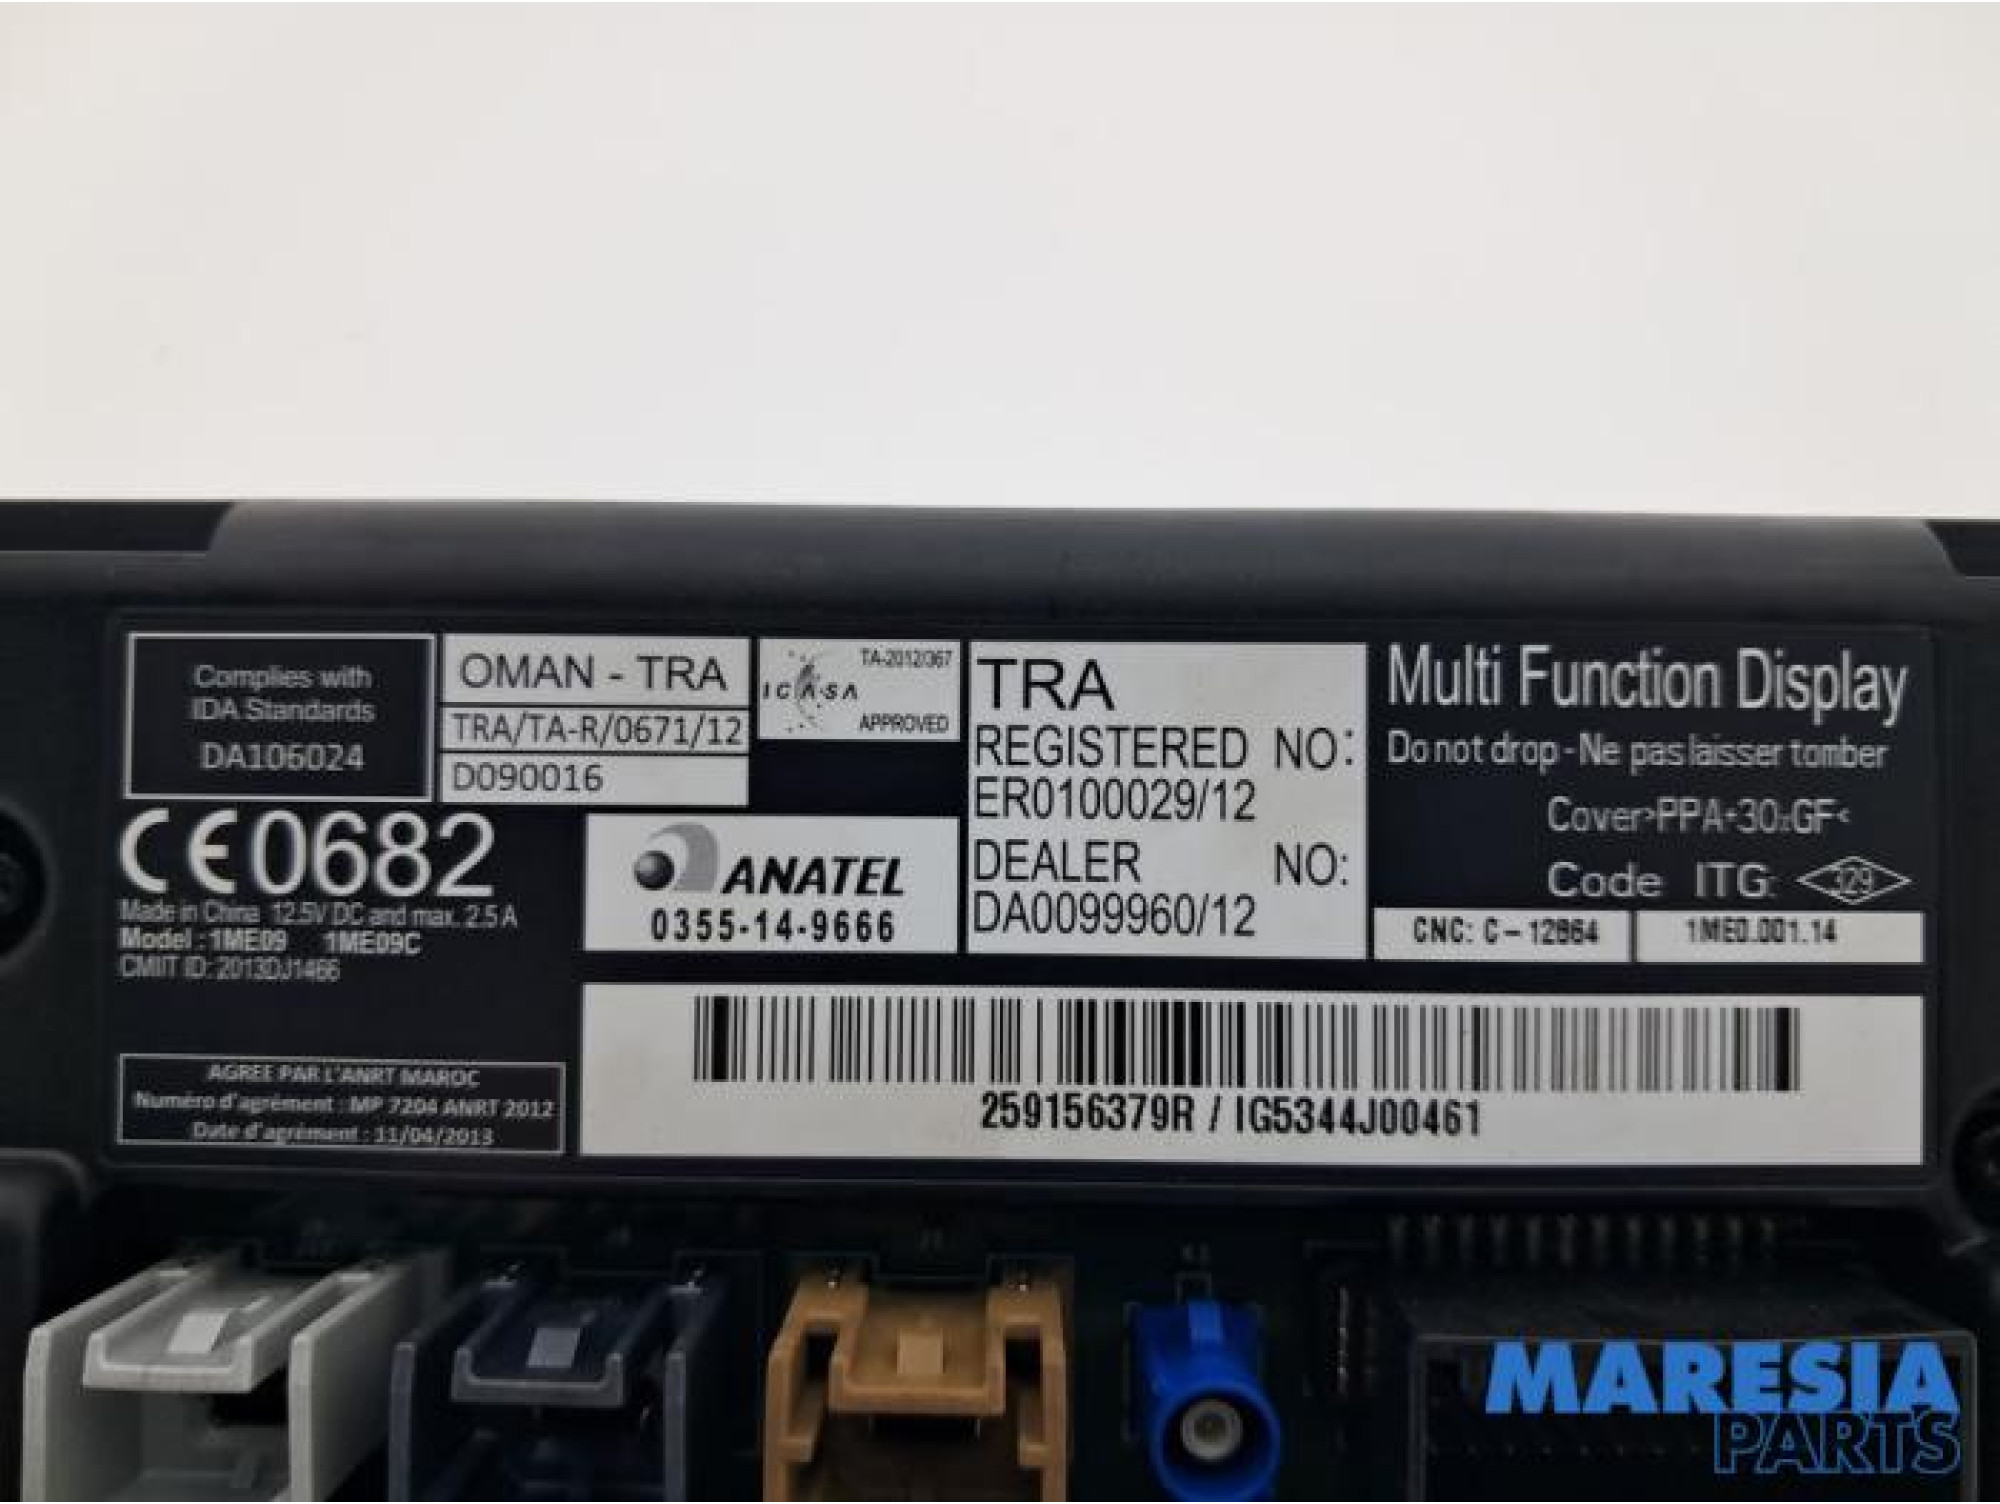 Complies with
IDA Standards
DA106024
OMAN - TRA
TRA/TA-R/0671/12
D090016
TA-2012/367
ICASA
APPROVED
TRA
REGISTERED NO:
ER0100029/12
DEALER NO:
DA0099960/12
Multi Function Display
Do not drop - Ne pas laisser tomber
Cover>PPA-30%GF<
Code ITG: 329
CNC: C-12864
1ME0.001.14
CE0682
Made in China 12.5V DC and max. 2.5 A
Model : 1ME09 1ME09C
CMIIT ID: 2013DJ1466
ANATEL
0355-14-9666
AGREE PAR L'ANRT MAROC
Numéro d'agrément : MP 7204 ANRT 2012
Date d'agrément : 11/04/2013
259156379R / IG5344J00461
MARESIA
PARTS